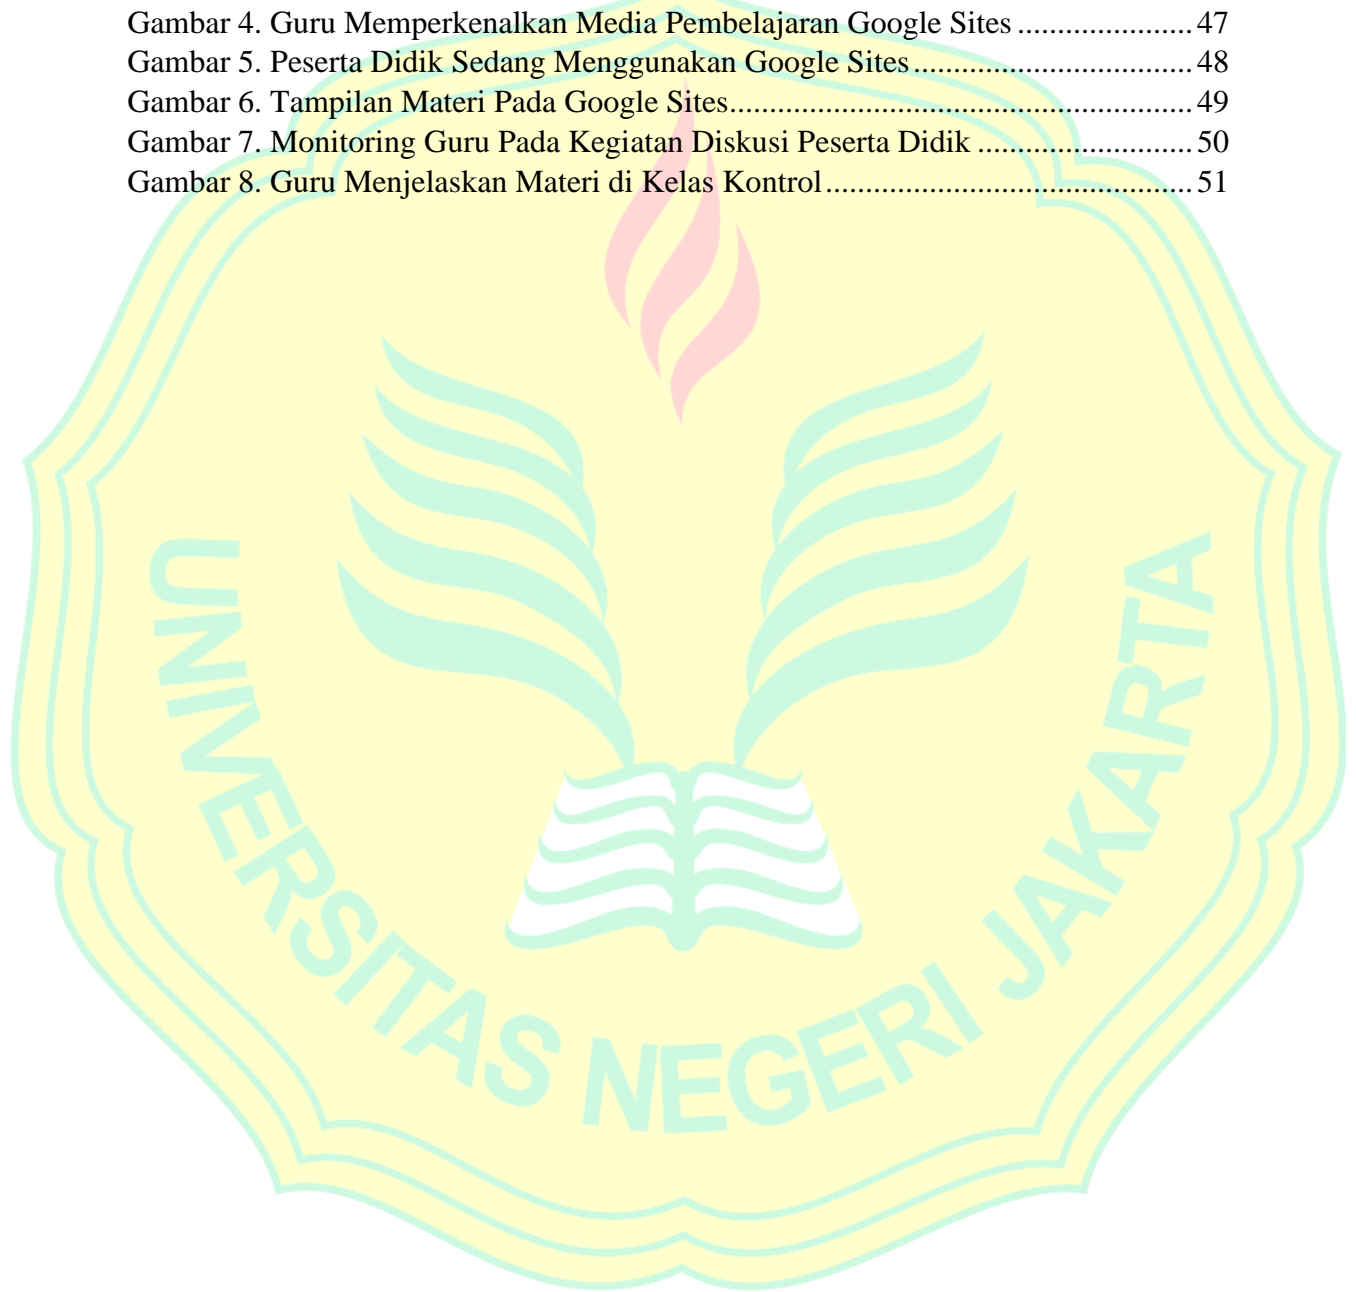 Gambar 4. Guru Memperkenalkan Media Pembelajaran Google Sites ..................... 47
Gambar 5. Peserta Didik Sedang Menggunakan Google Sites .................................. 48
Gambar 6. Tampilan Materi Pada Google Sites........................................................ 49
Gambar 7. Monitoring Guru Pada Kegiatan Diskusi Peserta Didik .......................... 50
Gambar 8. Guru Menjelaskan Materi di Kelas Kontrol ............................................ 51
UNIVERSITAS NEGERI JAKARTA